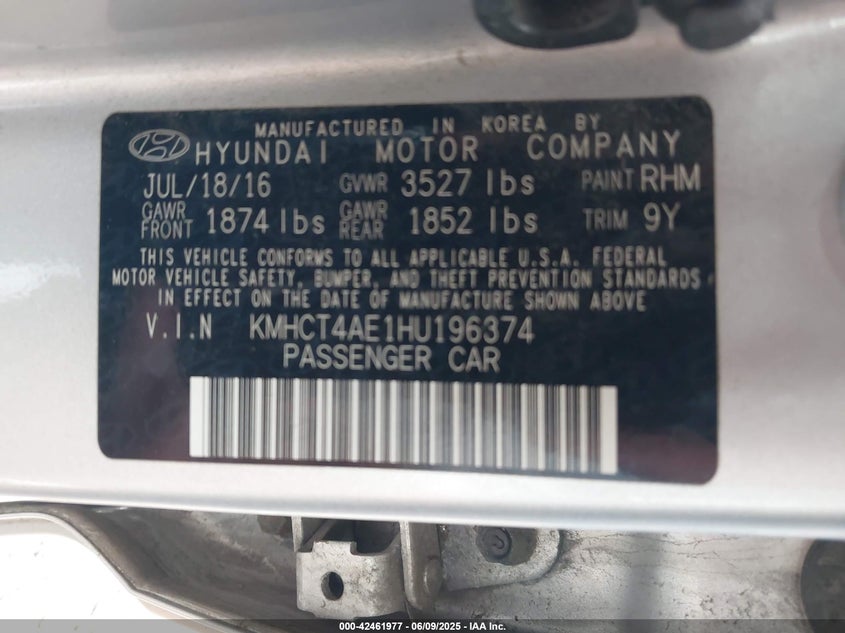 MANUFACTURED IN KOREA BY
HYUNDAI MOTOR COMPANY
JUL/18/16 GVWR 3527 lbs PAINT RHM
GAWR FRONT 1874 lbs GAWR REAR 1852 lbs TRIM 9Y
THIS VEHICLE CONFORMS TO ALL APPLICABLE U.S.A. FEDERAL
MOTOR VEHICLE SAFETY, BUMPER, AND THEFT PREVENTION STANDARDS
IN EFFECT ON THE DATE OF MANUFACTURE SHOWN ABOVE
V.I.N KMHCT4AE1HU196374
PASSENGER CAR
000-42461977 06/09/2025 IAA Inc.